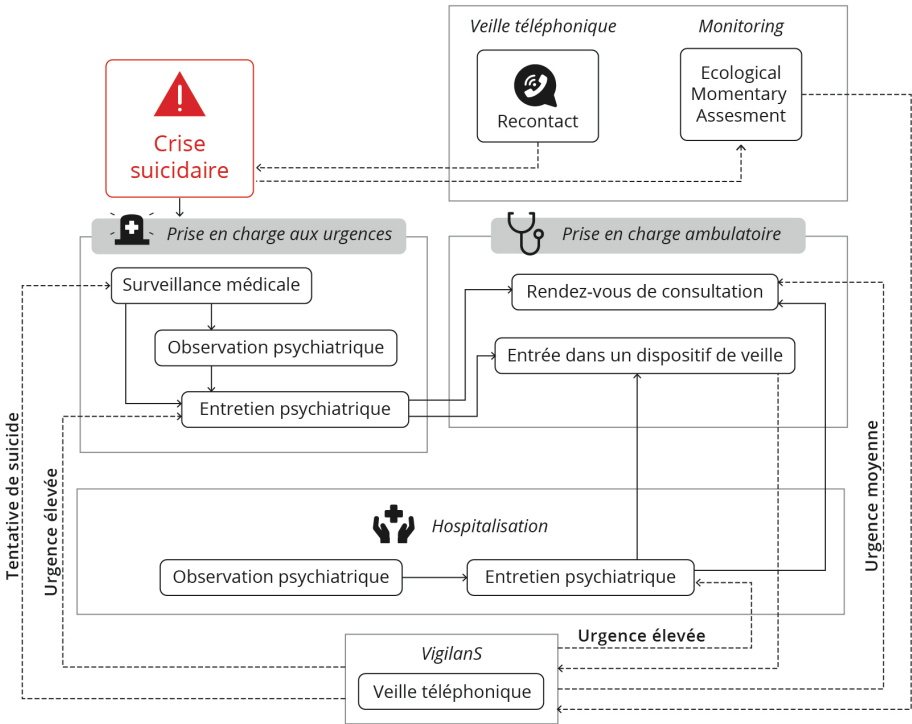 Veille téléphonique
Monitoring
Recontact
Ecological
Momentary
Assesment
Crise
suicidaire
Prise en charge aux urgences
Surveillance médicale
Observation psychiatrique
Entretien psychiatrique
Prise en charge ambulatoire
Rendez-vous de consultation
Entrée dans un dispositif de veille
Tentative de suicide
Urgence élevée
Urgence moyenne
Hospitalisation
Observation psychiatrique
Entretien psychiatrique
Urgence élevée
VigilanS
Veille téléphonique